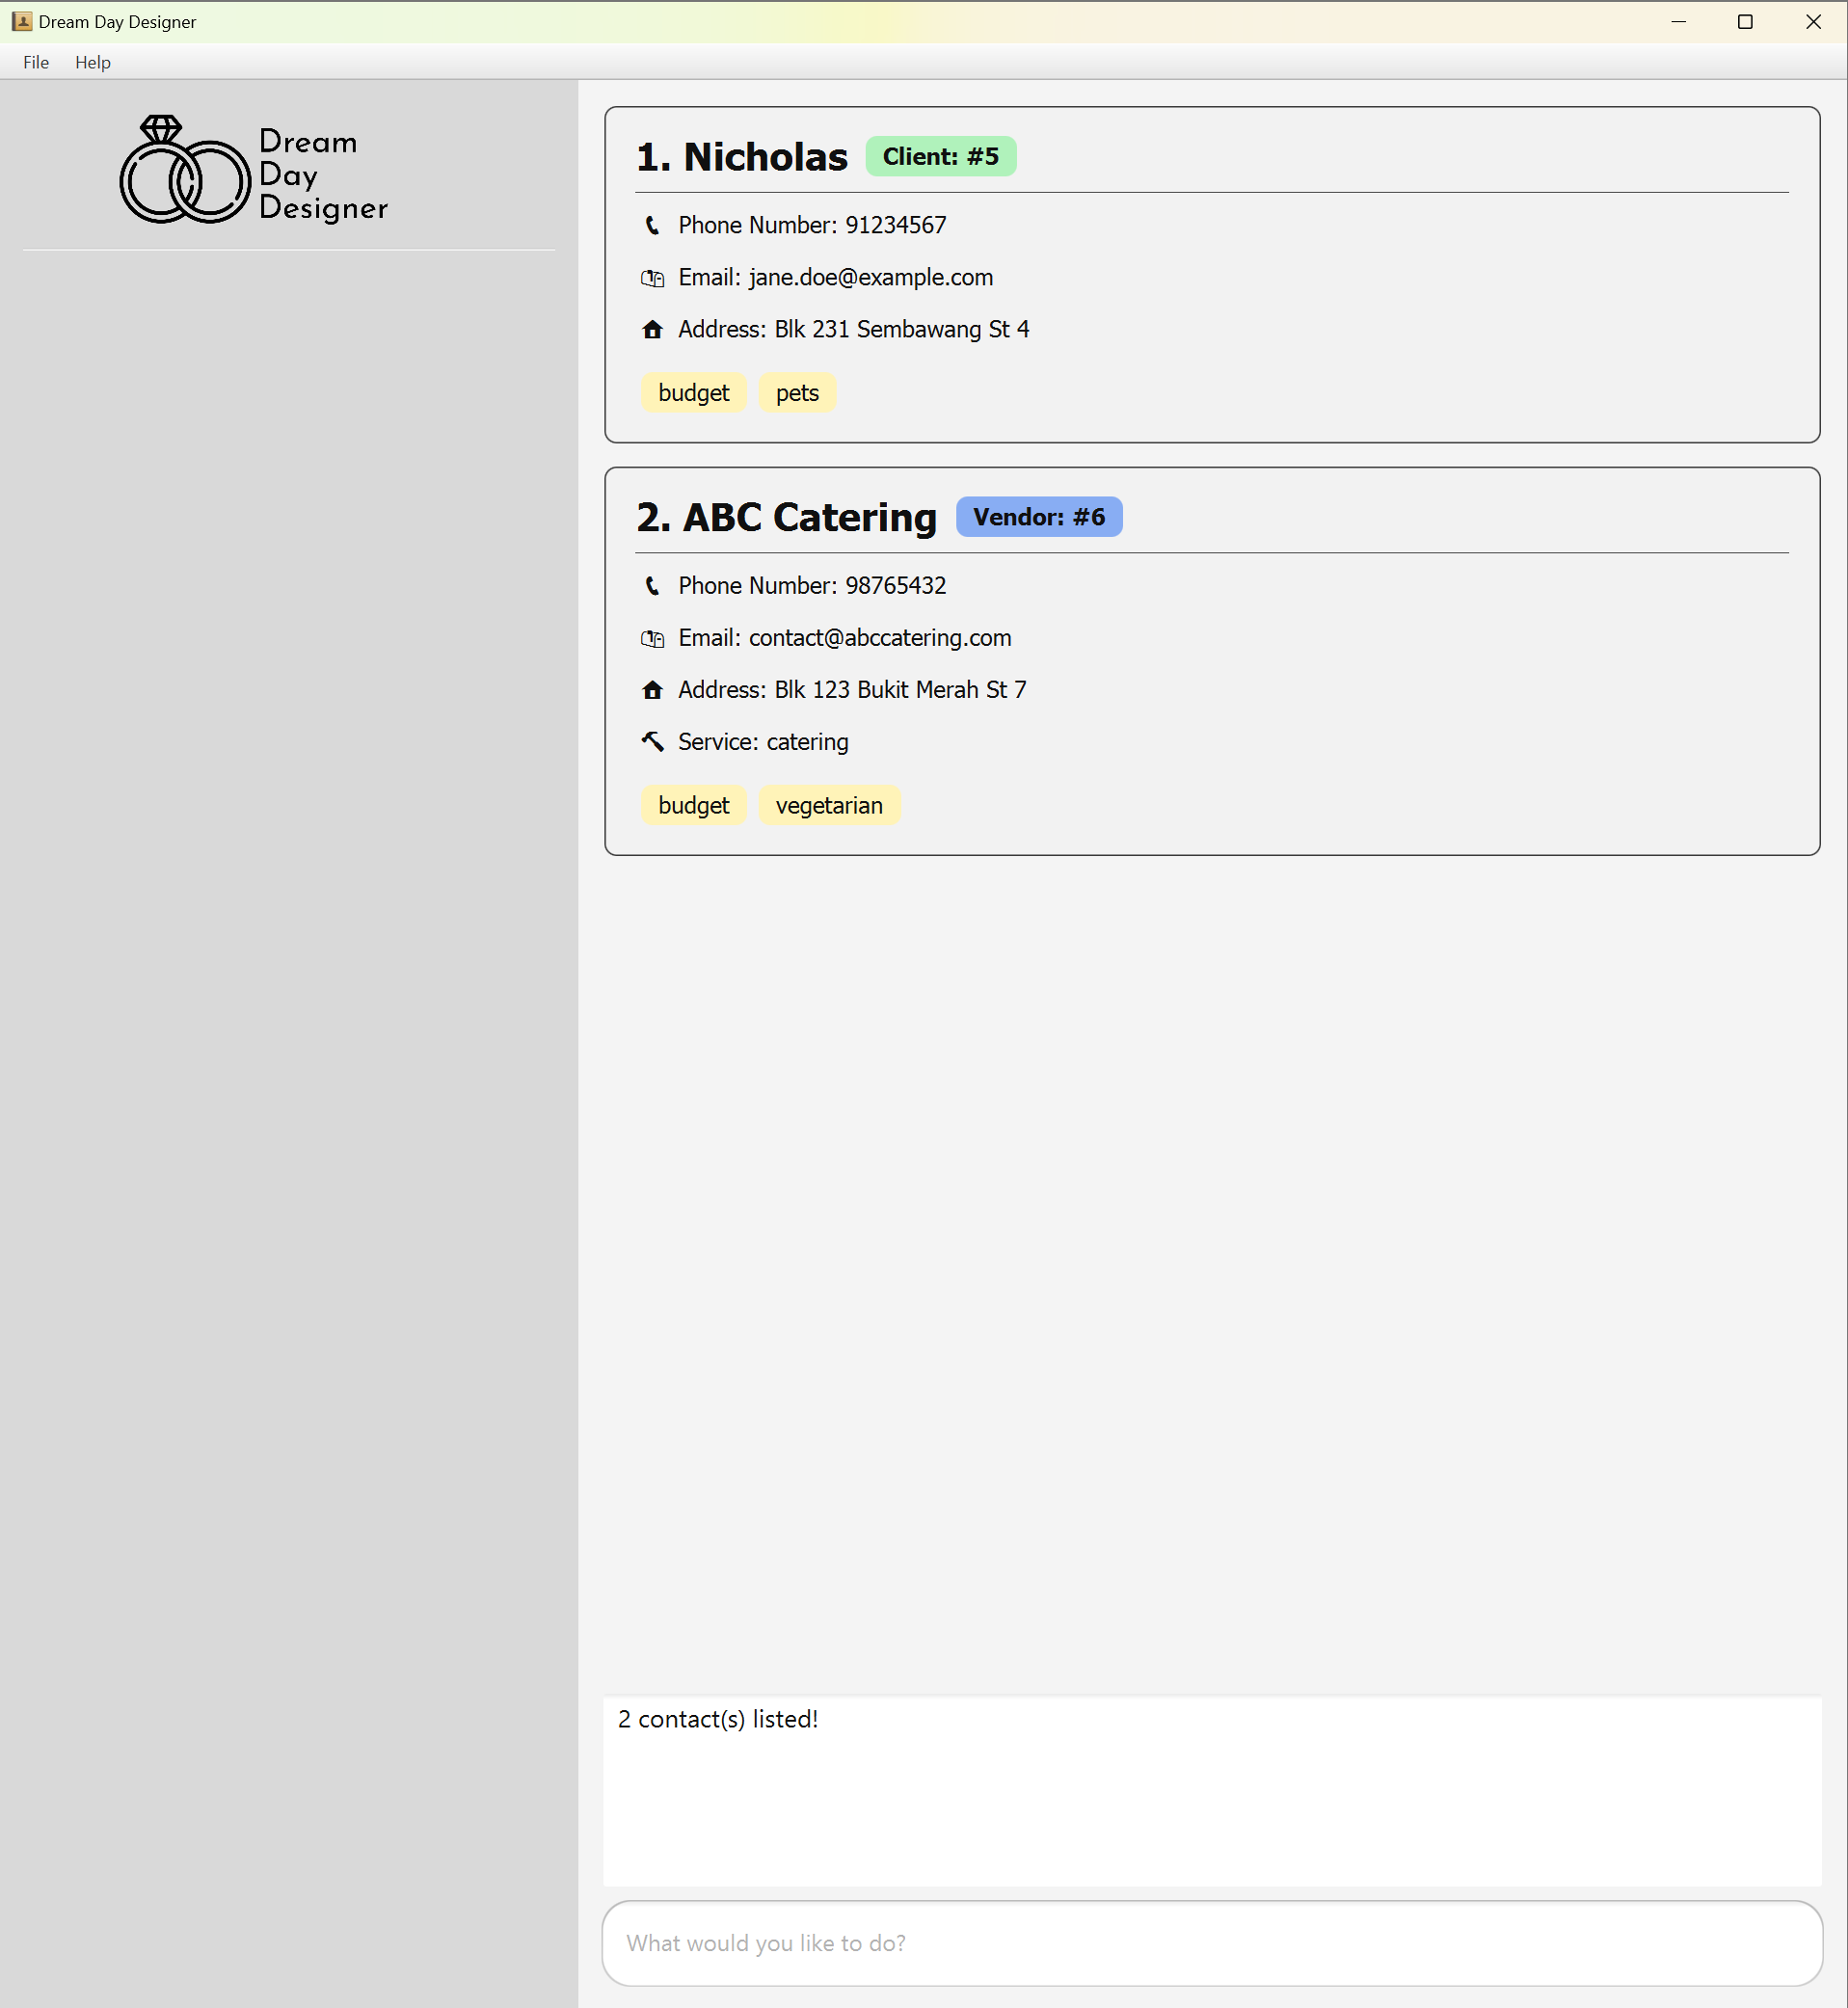 Dream Day Designer
File Help
Dream
Day
Designer
1. Nicholas Client: #5
Phone Number: 91234567
Email: jane.doe@example.com
Address: Blk 231 Sembawang St 4
budget pets
2. ABC Catering Vendor: #6
Phone Number: 98765432
Email: contact@abccatering.com
Address: Blk 123 Bukit Merah St 7
Service: catering
budget vegetarian
2 contact(s) listed!
What would you like to do?